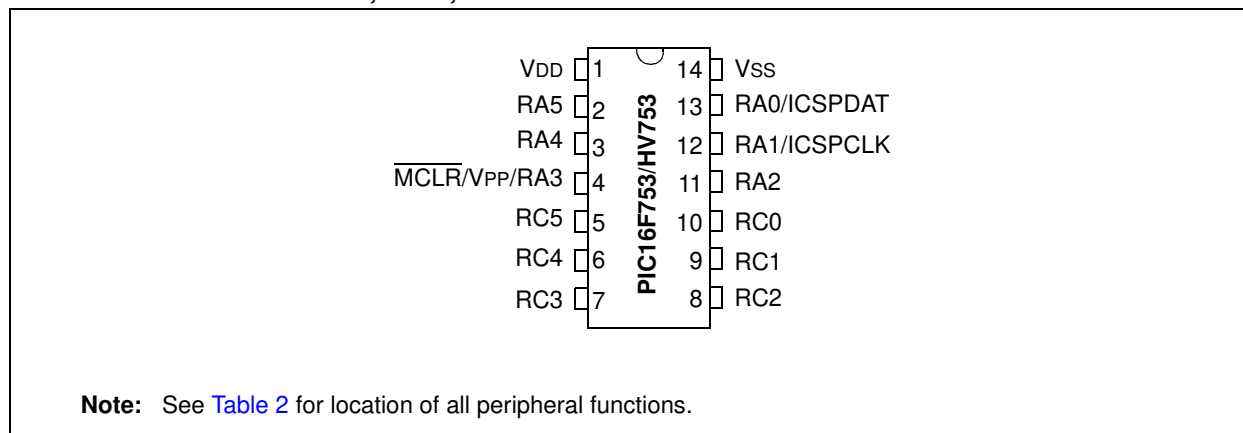 VDD 1 14 VSS
RA5 2 13 RA0/ICSPDAT
RA4 3 12 RA1/ICSPCLK
MCLR/VPP/RA3 4 11 RA2
RC5 5 10 RC0
RC4 6 9 RC1
RC3 7 8 RC2
PIC16F753/HV753
Note: See Table 2 for location of all peripheral functions.